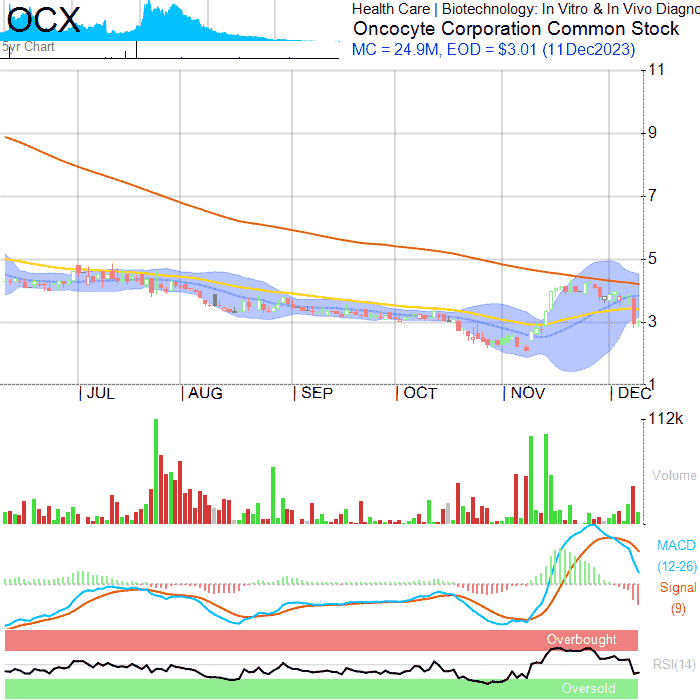 OCX
5yr Chart
Health Care | Biotechnology: In Vitro & In Vivo Diagno
Oncocyte Corporation Common Stock
MC = 24.9M, EOD = $3.01 (11Dec2023)
11
9
7
5
3
1
JUL AUG SEP OCT NOV DEC
112k
Volume
MACD
(12-26)
Signal
(9)
Overbought
RSI(14)
Oversold